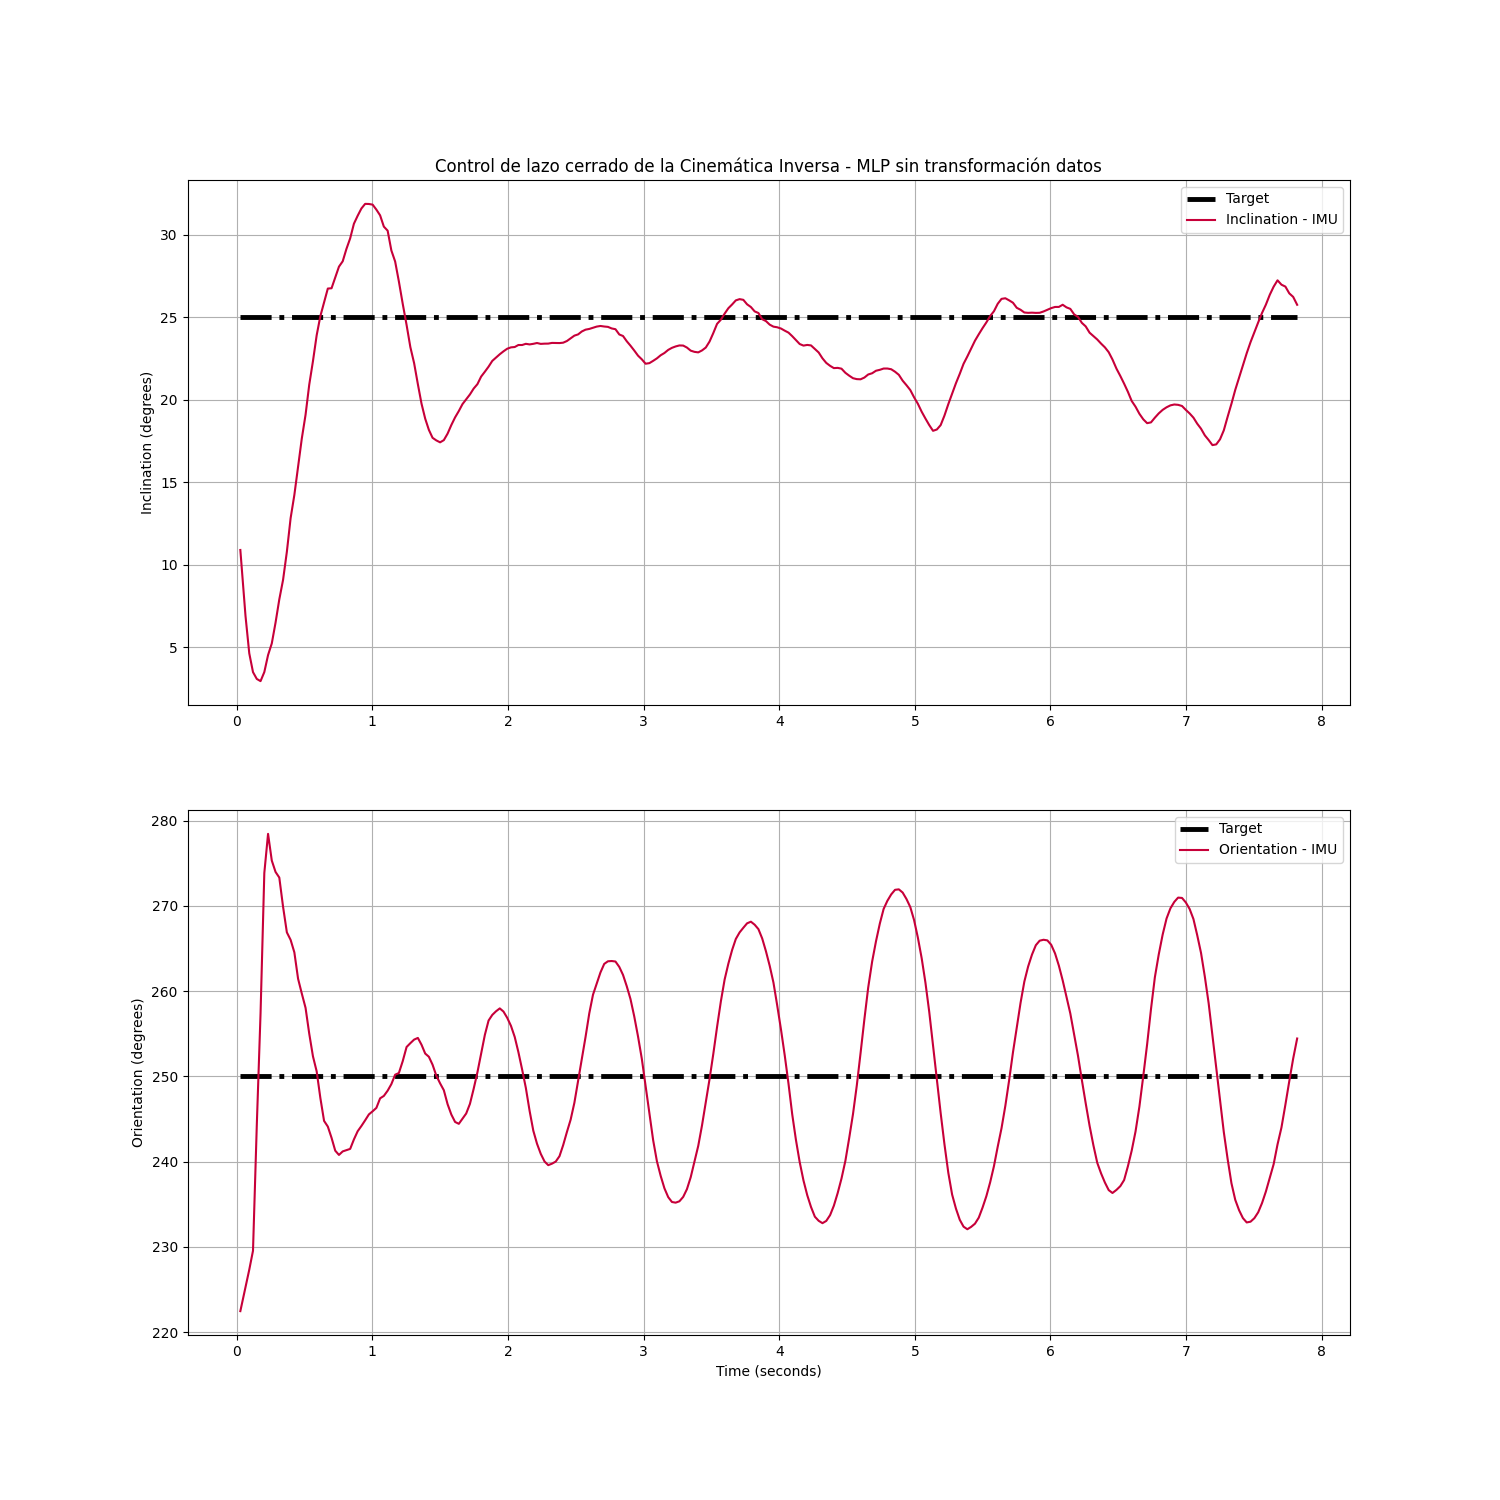 Control de lazo cerrado de la Cinemática Inversa - MLP sin transformación datos
Target
Inclination - IMU
Inclination (degrees)
30
25
20
15
10
5
0 1 2 3 4 5 6 7 8
Target
Orientation - IMU
Orientation (degrees)
280
270
260
250
240
230
220
0 1 2 3 4 5 6 7 8
Time (seconds)